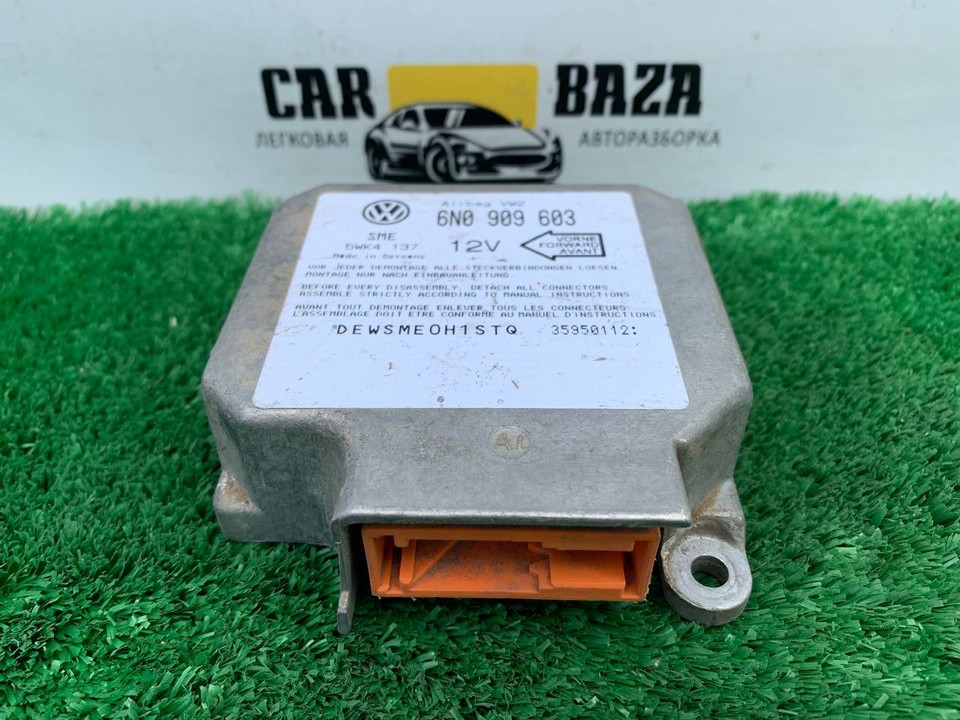 CAR BAZA
ЛЕГКОВАЯ АВТОРАЗБОРКА
Airbag VW2
6N0 909 603
SME
5WK4 137
12V
VORNE
FORWARD
AVANT
Made in Germany
VOR JEDER DEMONTAGE ALLE STECKVERBINDUNGEN LOESEN
MONTAGE NUR NACH EINBAUANLEITUNG.
BEFORE EVERY DISASSEMBLY, DETACH ALL CONNECTORS.
ASSEMBLE STRICTLY ACCORDING TO MANUAL INSTRUCTIONS.
AVANT TOUT DEMONTAGE ENLEVER TOUS LES CONNECTEURS
L'ASSEMBLAGE DOIT ETRE CONFORME AU MANUEL D'INSTRUCTIONS.
DEWSMEOH1STQ 35950112: